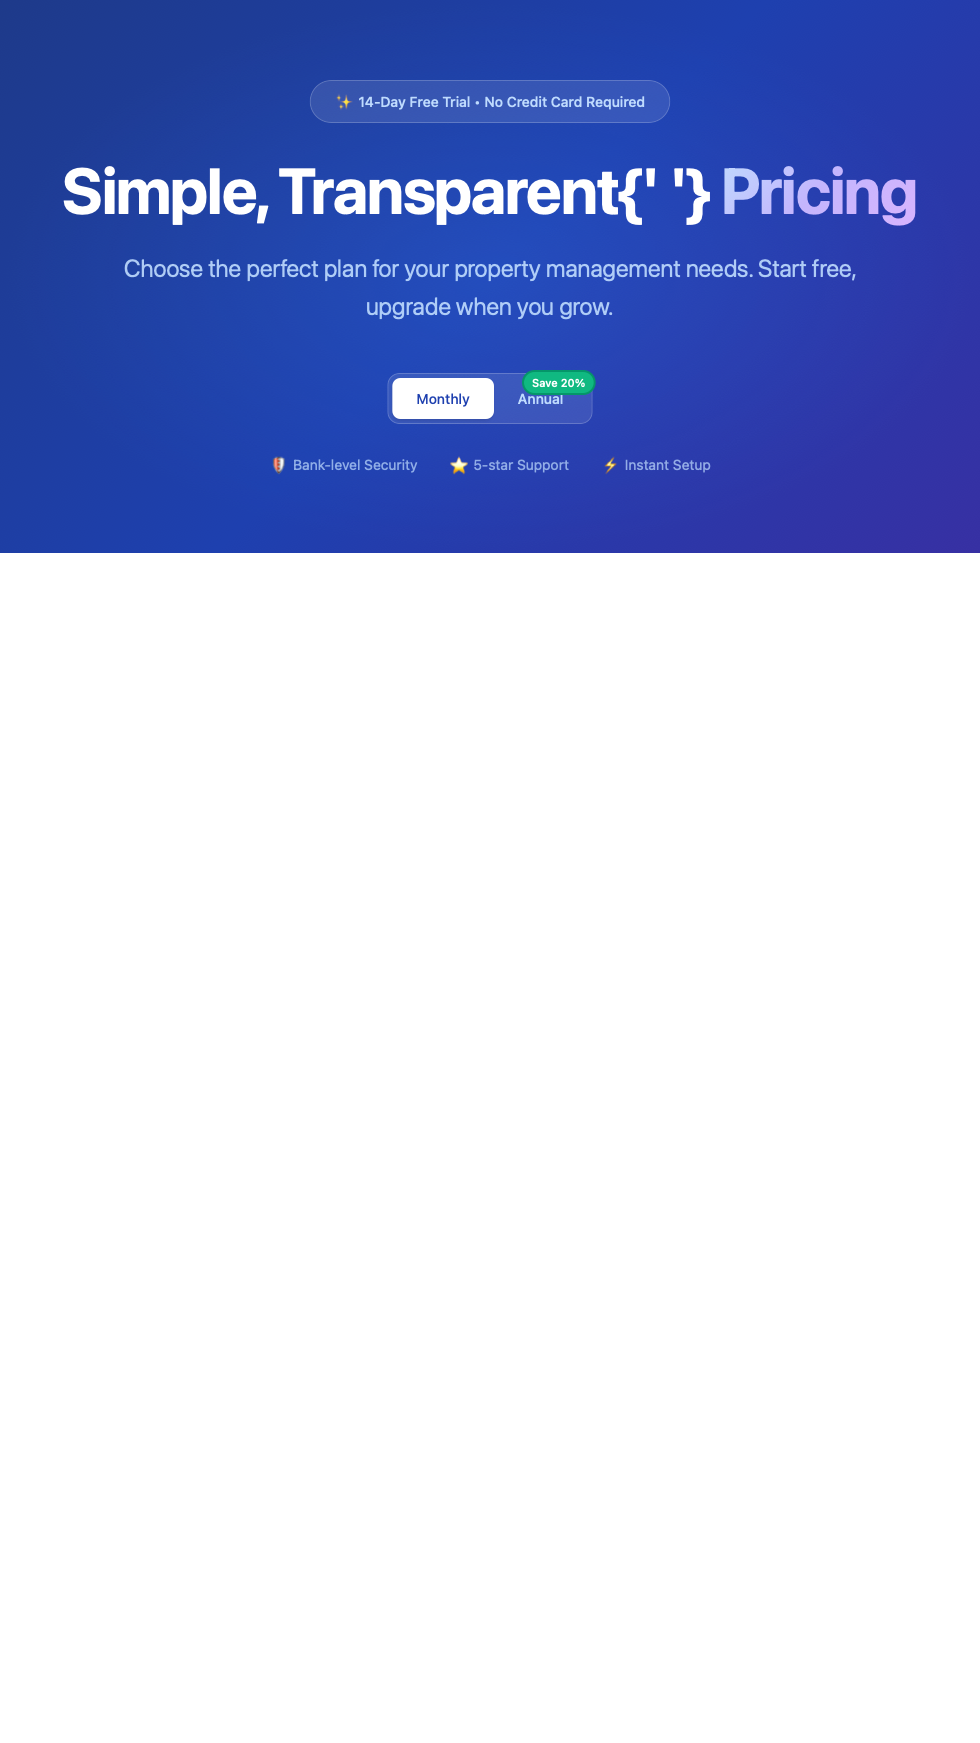 ✨ 14-Day Free Trial • No Credit Card Required
Simple, Transparent{' '} Pricing
Choose the perfect plan for your property management needs. Start free,
upgrade when you grow.
Save 20%
Monthly Annual
Bank-level Security ⭐ 5-star Support ⚡ Instant Setup